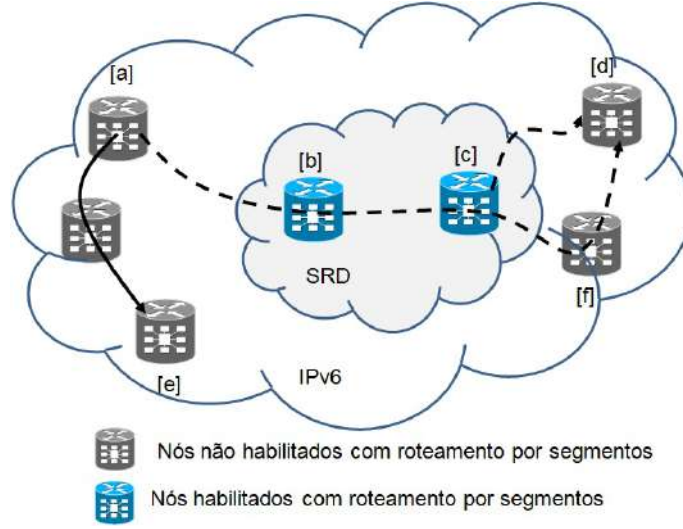 [a]
[d]
[b]
[c]
SRD
[f]
[e]
IPv6
Nós não habilitados com roteamento por segmentos
Nós habilitados com roteamento por segmentos